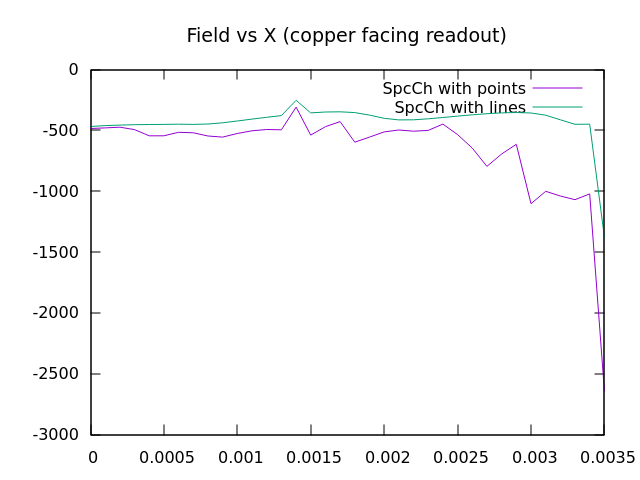 Field vs X (copper facing readout)
SpcCh with points
SpcCh with lines
0
-500
-1000
-1500
-2000
-2500
-3000
0 0.0005 0.001 0.0015 0.002 0.0025 0.003 0.0035